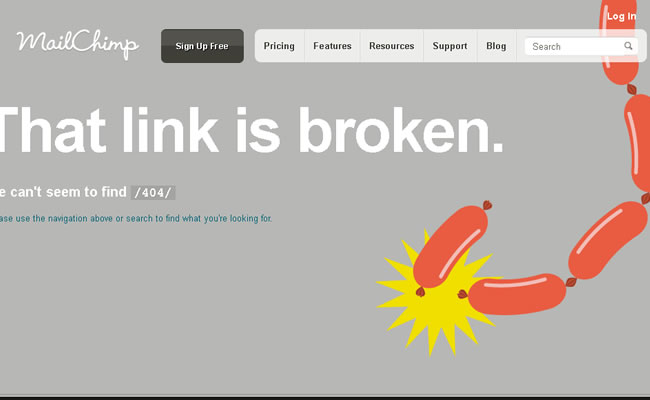 Log In
MailChimp
Sign Up Free
Pricing
Features
Resources
Support
Blog
Search
That link is broken.
e can't seem to find /404/
ase use the navigation above or search to find what you're looking for.